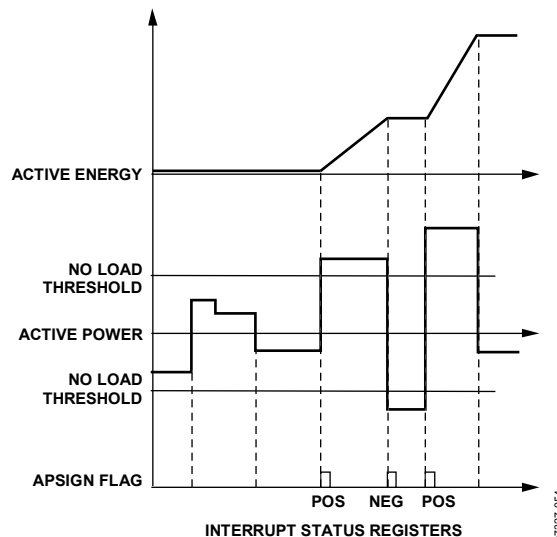 ACTIVE ENERGY
NO LOAD
THRESHOLD
ACTIVE POWER
NO LOAD
THRESHOLD
APSIGN FLAG
POS NEG POS
INTERRUPT STATUS REGISTERS